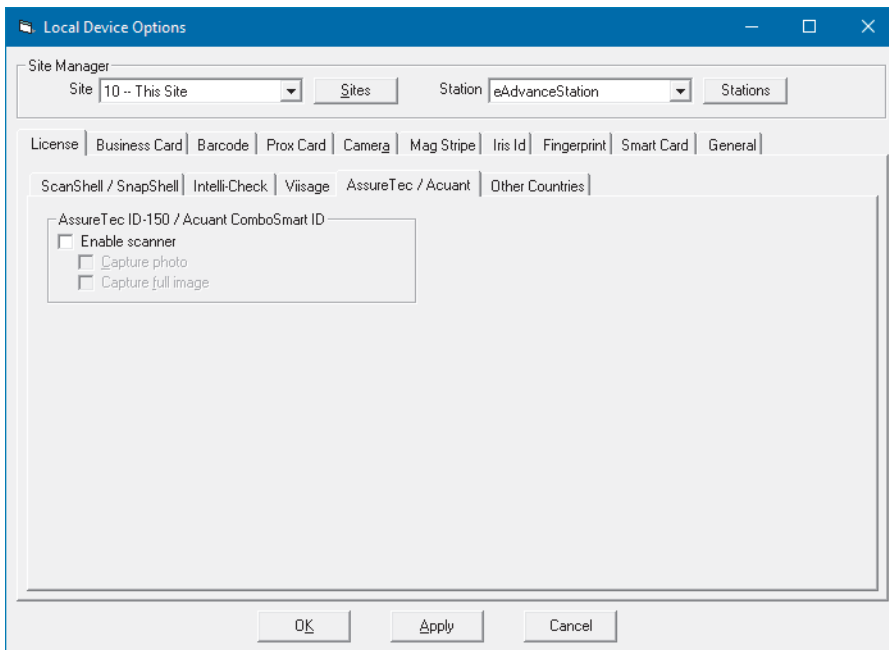 Local Device Options
Site Manager
Site 10 -- This Site Sites Station eAdvanceStation Stations
License Business Card Barcode Prox Card Camera Mag Stripe Iris Id Fingerprint Smart Card General
ScanShell / SnapShell Intelli-Check Viisage AssureTec / Acuant Other Countries
AssureTec ID-150 / Acuant ComboSmart ID
Enable scanner
Capture photo
Capture full image
OK Apply Cancel